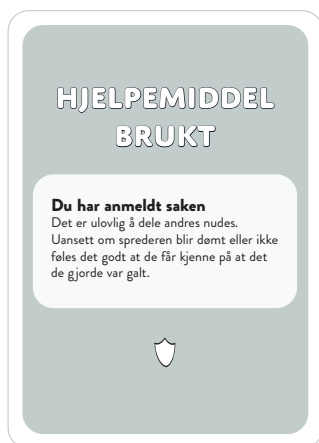 HJELPEMIDDEL
BRUKT
Du har anmeldt saken
Det er ulovlig å dele andres nudes.
Uansett om sprederen blir dømt eller ikke
føles det godt at de får kjenne på at det
de gjorde var galt.